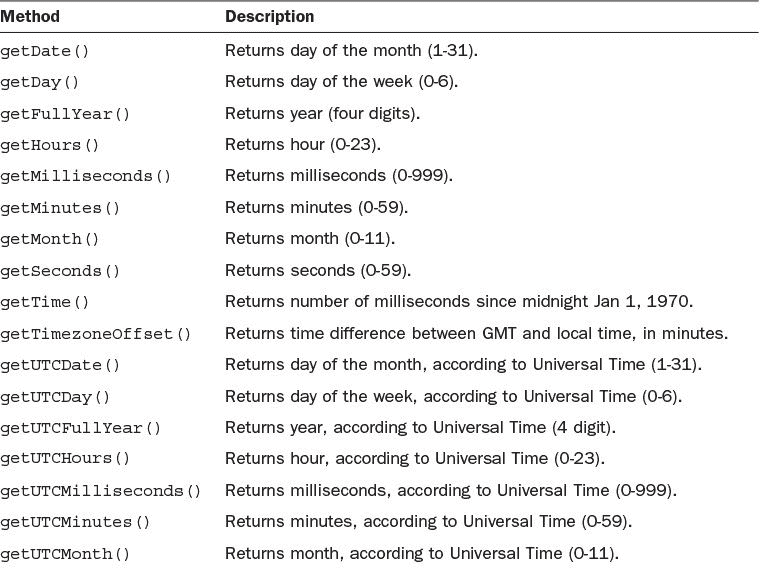 Method Description
getDate() Returns day of the month (1-31).
getDay() Returns day of the week (0-6).
getFullYear() Returns year (four digits).
getHours() Returns hour (0-23).
getMilliseconds() Returns milliseconds (0-999).
getMinutes() Returns minutes (0-59).
getMonth() Returns month (0-11).
getSeconds() Returns seconds (0-59).
getTime() Returns number of milliseconds since midnight Jan 1, 1970.
getTimezoneOffset() Returns time difference between GMT and local time, in minutes.
getUTCDate() Returns day of the month, according to Universal Time (1-31).
getUTCDay() Returns day of the week, according to Universal Time (0-6).
getUTCFullYear() Returns year, according to Universal Time (4 digit).
getUTCHours() Returns hour, according to Universal Time (0-23).
getUTCMilliseconds() Returns milliseconds, according to Universal Time (0-999).
getUTCMinutes() Returns minutes, according to Universal Time (0-59).
getUTCMonth() Returns month, according to Universal Time (0-11).